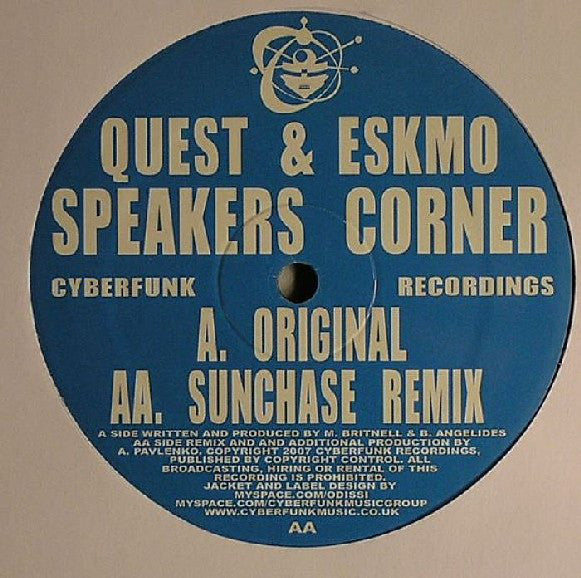 QUEST & ESKMO
SPEAKERS CORNER
CYBERFUNK RECORDINGS
A. ORIGINAL
AA. SUNCHASE REMIX
A SIDE WRITTEN AND PRODUCED BY M. BRITNELL & B. ANGELIDES
AA SIDE REMIX AND AND ADDITIONAL PRODUCTION BY
A. PAVLENKO. COPYRIGHT 2007 CYBERFUNK RECORDINGS,
PUBLISHED BY COPYRIGHT CONTROL. ALL
BROADCASTING, HIRING OR RENTAL OF THIS
RECORDING IS PROHIBITED.
JACKET AND LABEL DESIGN BY
MYSPACE.COM/ODISSI
MYSPACE.COM/CYBERFUNKMUSICGROUP
WWW.CYBERFUNKMUSIC.CO.UK
AA